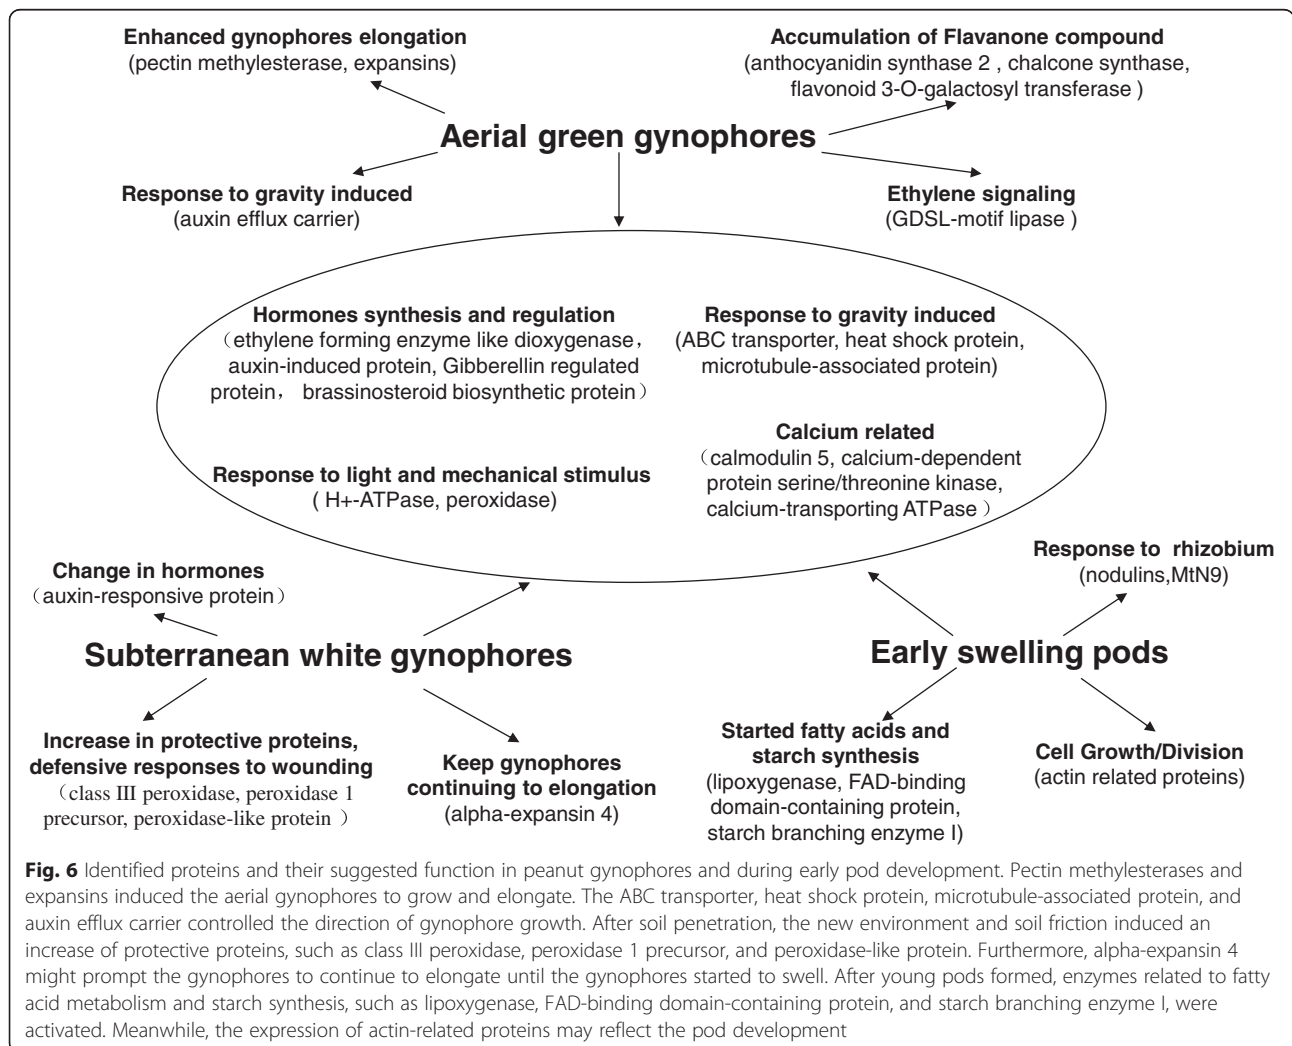 Enhanced gynophores elongation
(pectin methylesterase, expansins)
Accumulation of Flavanone compound
(anthocyanidin synthase 2 , chalcone synthase,
flavonoid 3-O-galactosyl transferase )
Aerial green gynophores
Response to gravity induced
(auxin efflux carrier)
Ethylene signaling
(GDSL-motif lipase )
Hormones synthesis and regulation
（ethylene forming enzyme like dioxygenase，
auxin-induced protein, Gibberellin regulated
protein， brassinosteroid biosynthetic protein）
Response to gravity induced
(ABC transporter, heat shock protein,
microtubule-associated protein)
Response to light and mechanical stimulus
( H+-ATPase, peroxidase)
Calcium related
（calmodulin 5, calcium-dependent
protein serine/threonine kinase,
calcium-transporting ATPase ）
Change in hormones
（auxin-responsive protein）
Response to rhizobium
(nodulins,MtN9)
Subterranean white gynophores
Early swelling pods
Increase in protective proteins,
defensive responses to wounding
（class III peroxidase, peroxidase 1
precursor, peroxidase-like protein ）
Keep gynophores
continuing to elongation
(alpha-expansin 4)
Started fatty acids and
starch synthesis
(lipoxygenase, FAD-binding
domain-containing protein,
starch branching enzyme I)
Cell Growth/Division
(actin related proteins)
Fig. 6 Identified proteins and their suggested function in peanut gynophores and during early pod development. Pectin methylesterases and
expansins induced the aerial gynophores to grow and elongate. The ABC transporter, heat shock protein, microtubule-associated protein, and
auxin efflux carrier controlled the direction of gynophore growth. After soil penetration, the new environment and soil friction induced an
increase of protective proteins, such as class III peroxidase, peroxidase 1 precursor, and peroxidase-like protein. Furthermore, alpha-expansin 4
might prompt the gynophores to continue to elongate until the gynophores started to swell. After young pods formed, enzymes related to fatty
acid metabolism and starch synthesis, such as lipoxygenase, FAD-binding domain-containing protein, and starch branching enzyme I, were
activated. Meanwhile, the expression of actin-related proteins may reflect the pod development